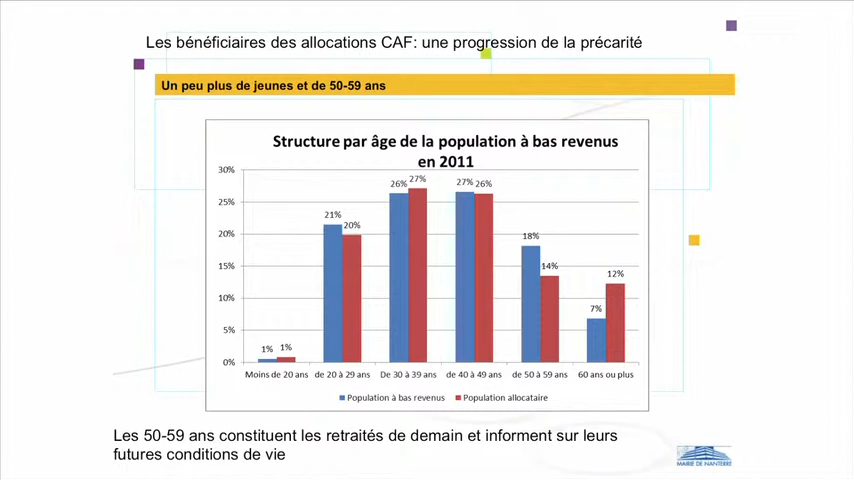 Les bénéficiaires des allocations CAF: une progression de la précarité
Un peu plus de jeunes et de 50-59 ans
Structure par âge de la population à bas revenus
en 2011
30%
25%
20%
15%
10%
5%
0%
1% 1%
21% 20%
26% 27%
27% 26%
18% 14%
7% 12%
Moins de 20 ans de 20 à 29 ans De 30 à 39 ans de 40 à 49 ans de 50 à 59 ans 60 ans ou plus
Population à bas revenus Population allocataire
Les 50-59 ans constituent les retraités de demain et informent sur leurs
futures conditions de vie
MAIRIE DE NANTERRE